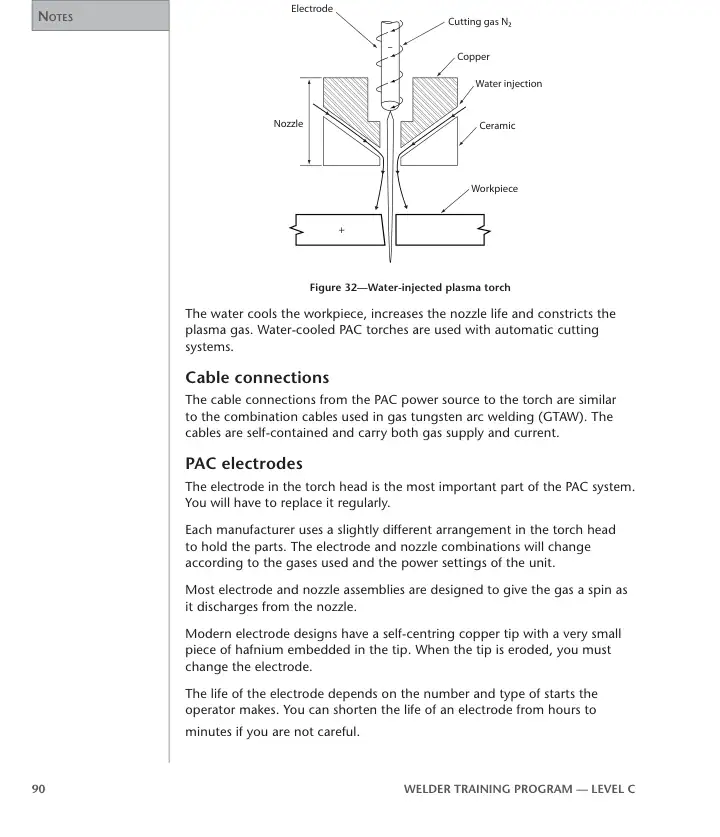 NOTES
Electrode
Cutting gas N₂
–
Copper
Water injection
Nozzle
Ceramic
Workpiece
+
Figure 32—Water-injected plasma torch
The water cools the workpiece, increases the nozzle life and constricts the
plasma gas. Water-cooled PAC torches are used with automatic cutting
systems.
Cable connections
The cable connections from the PAC power source to the torch are similar
to the combination cables used in gas tungsten arc welding (GTAW). The
cables are self-contained and carry both gas supply and current.
PAC electrodes
The electrode in the torch head is the most important part of the PAC system.
You will have to replace it regularly.
Each manufacturer uses a slightly different arrangement in the torch head
to hold the parts. The electrode and nozzle combinations will change
according to the gases used and the power settings of the unit.
Most electrode and nozzle assemblies are designed to give the gas a spin as
it discharges from the nozzle.
Modern electrode designs have a self-centring copper tip with a very small
piece of hafnium embedded in the tip. When the tip is eroded, you must
change the electrode.
The life of the electrode depends on the number and type of starts the
operator makes. You can shorten the life of an electrode from hours to
minutes if you are not careful.
90
WELDER TRAINING PROGRAM — LEVEL C